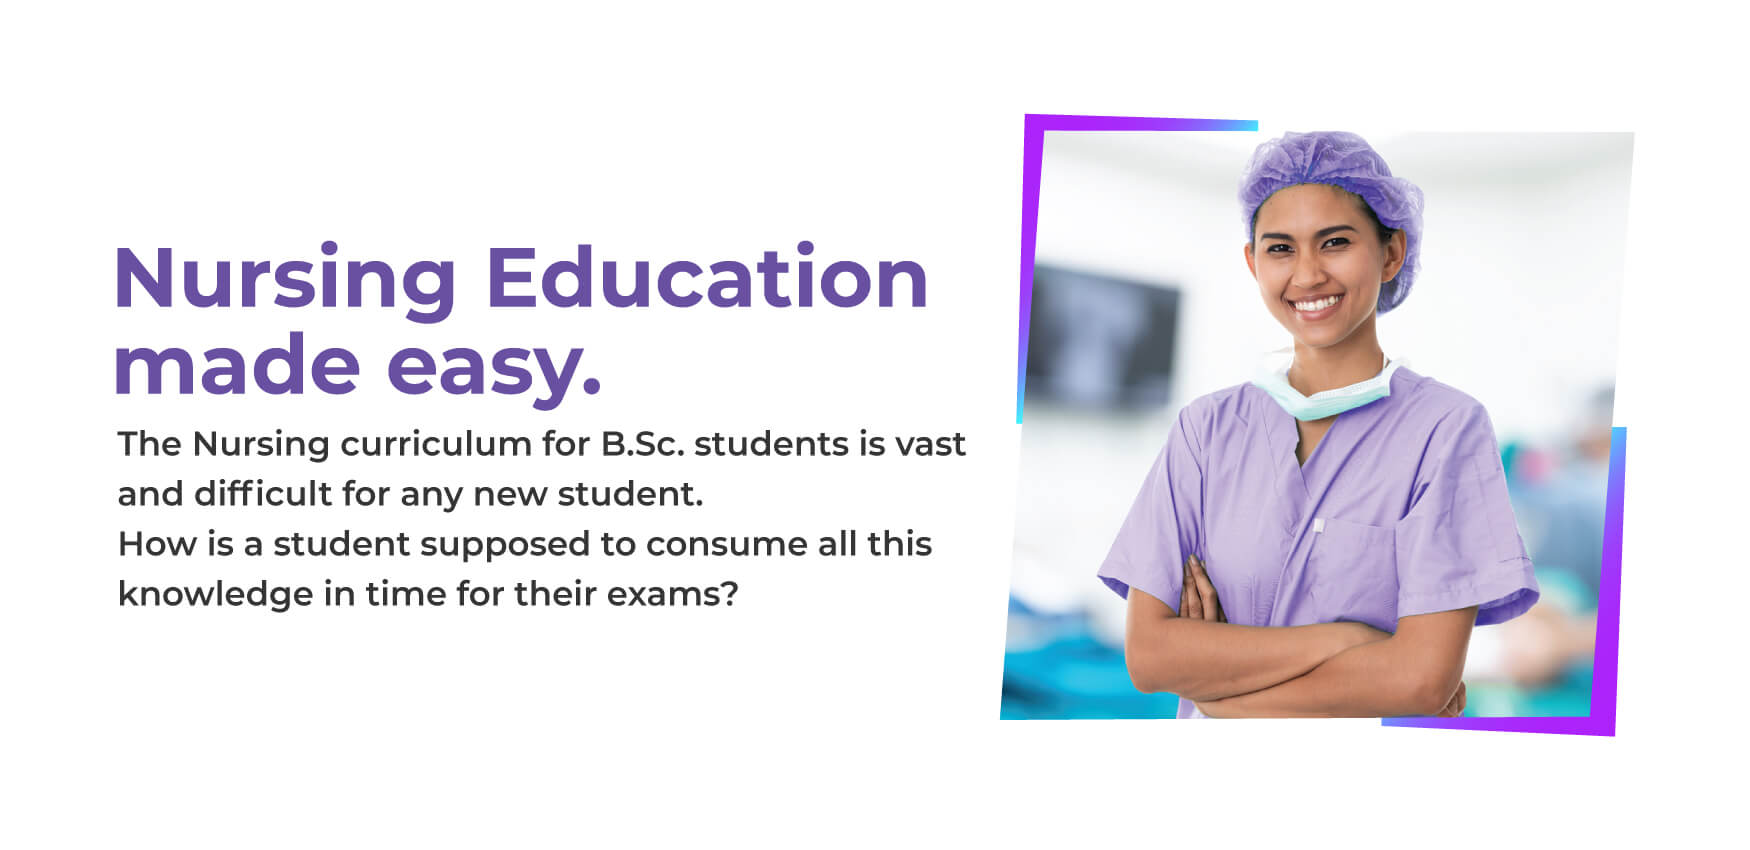 Nursing Education
made easy.
The Nursing curriculum for B.Sc. students is vast
and difficult for any new student.
How is a student supposed to consume all this
knowledge in time for their exams?